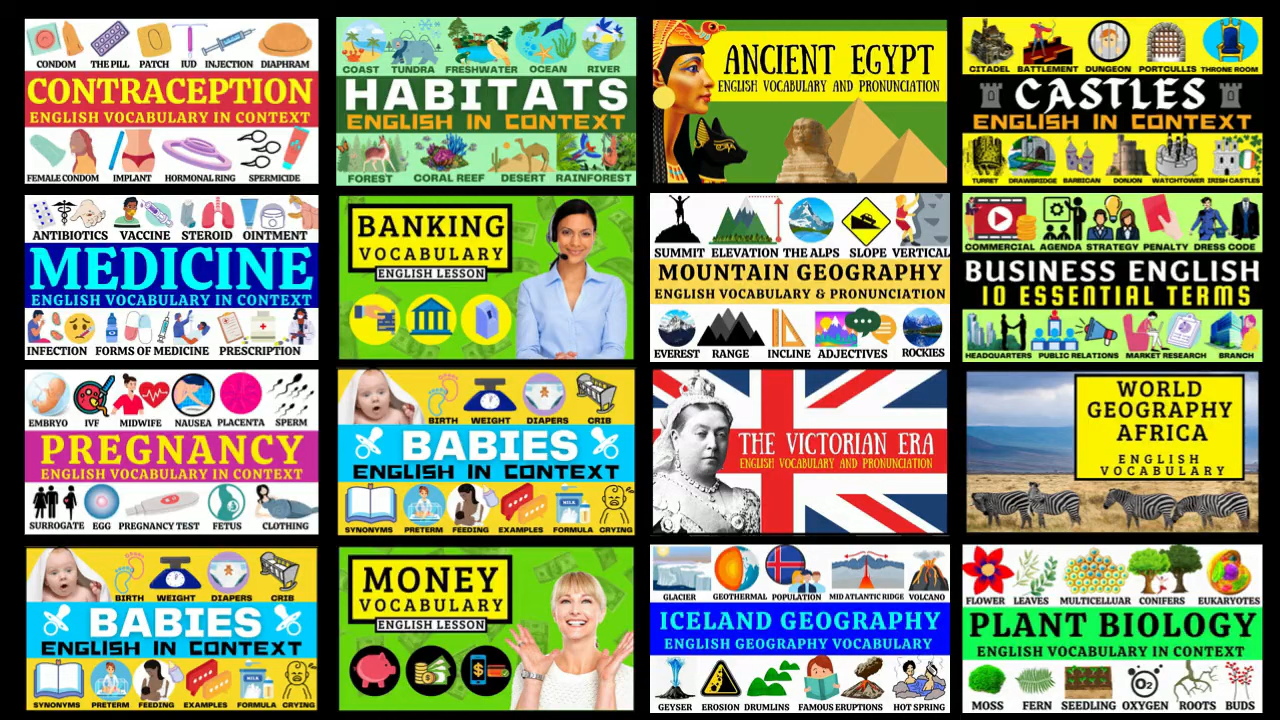 CONDOM THE PILL PATCH IUD INJECTION DIAPHRAM
CONTRACEPTION
ENGLISH VOCABULARY IN CONTEXT
FEMALE CONDOM IMPLANT HORMONAL RING SPERMICIDE
COAST TUNDRA FRESHWATER OCEAN RIVER
HABITATS
ENGLISH IN CONTEXT
FOREST CORAL REEF DESERT RAINFOREST
ANCIENT EGYPT
ENGLISH VOCABULARY AND PRONUNCIATION
CITADEL BATTLEMENT DUNGEON PORTCULLIS THRONE ROOM
CASTLES
ENGLISH IN CONTEXT
TURRET DRAWBRIDGE BARBICAN DONJON WATCHTOWER IRISH CASTLES
ANTIBIOTICS VACCINE STEROID OINTMENT
MEDICINE
ENGLISH VOCABULARY IN CONTEXT
INFECTION FORMS OF MEDICINE PRESCRIPTION
BANKING
VOCABULARY
ENGLISH LESSON
SUMMIT ELEVATION THE ALPS SLOPE VERTICAL
MOUNTAIN GEOGRAPHY
ENGLISH VOCABULARY & PRONUNCIATION
EVEREST RANGE INCLINE ADJECTIVES ROCKIES
COMMERCIAL AGENDA STRATEGY PENALTY DRESS CODE
BUSINESS ENGLISH
10 ESSENTIAL TERMS
HEADQUARTERS PUBLIC RELATIONS MARKET RESEARCH BRANCH
EMBRYO IVF MIDWIFE NAUSEA PLACENTA SPERM
PREGNANCY
ENGLISH VOCABULARY IN CONTEXT
SURROGATE EGG PREGNANCY TEST FETUS CLOTHING
BIRTH WEIGHT DIAPERS CRIB
BABIES
ENGLISH IN CONTEXT
MILK
SYNONYMS PRETERM FEEDING EXAMPLES FORMULA CRYING
THE VICTORIAN ERA
ENGLISH VOCABULARY AND PRONUNCIATION
WORLD
GEOGRAPHY
AFRICA
ENGLISH
VOCABULARY
BIRTH WEIGHT DIAPERS CRIB
BABIES
ENGLISH IN CONTEXT
MILK
SYNONYMS PRETERM FEEDING EXAMPLES FORMULA CRYING
MONEY
VOCABULARY
ENGLISH LESSON
GLACIER GEOTHERMAL POPULATION MID ATLANTIC RIDGE VOLCANO
ICELAND GEOGRAPHY
ENGLISH GEOGRAPHY VOCABULARY
GEYSER EROSION DRUMLINS FAMOUS ERUPTIONS HOT SPRING
FLOWER LEAVES MULTICELLUAR CONIFERS EUKARYOTES
PLANT BIOLOGY
ENGLISH VOCABULARY IN CONTEXT
O2
MOSS FERN SEEDLING OXYGEN ROOTS BUDS